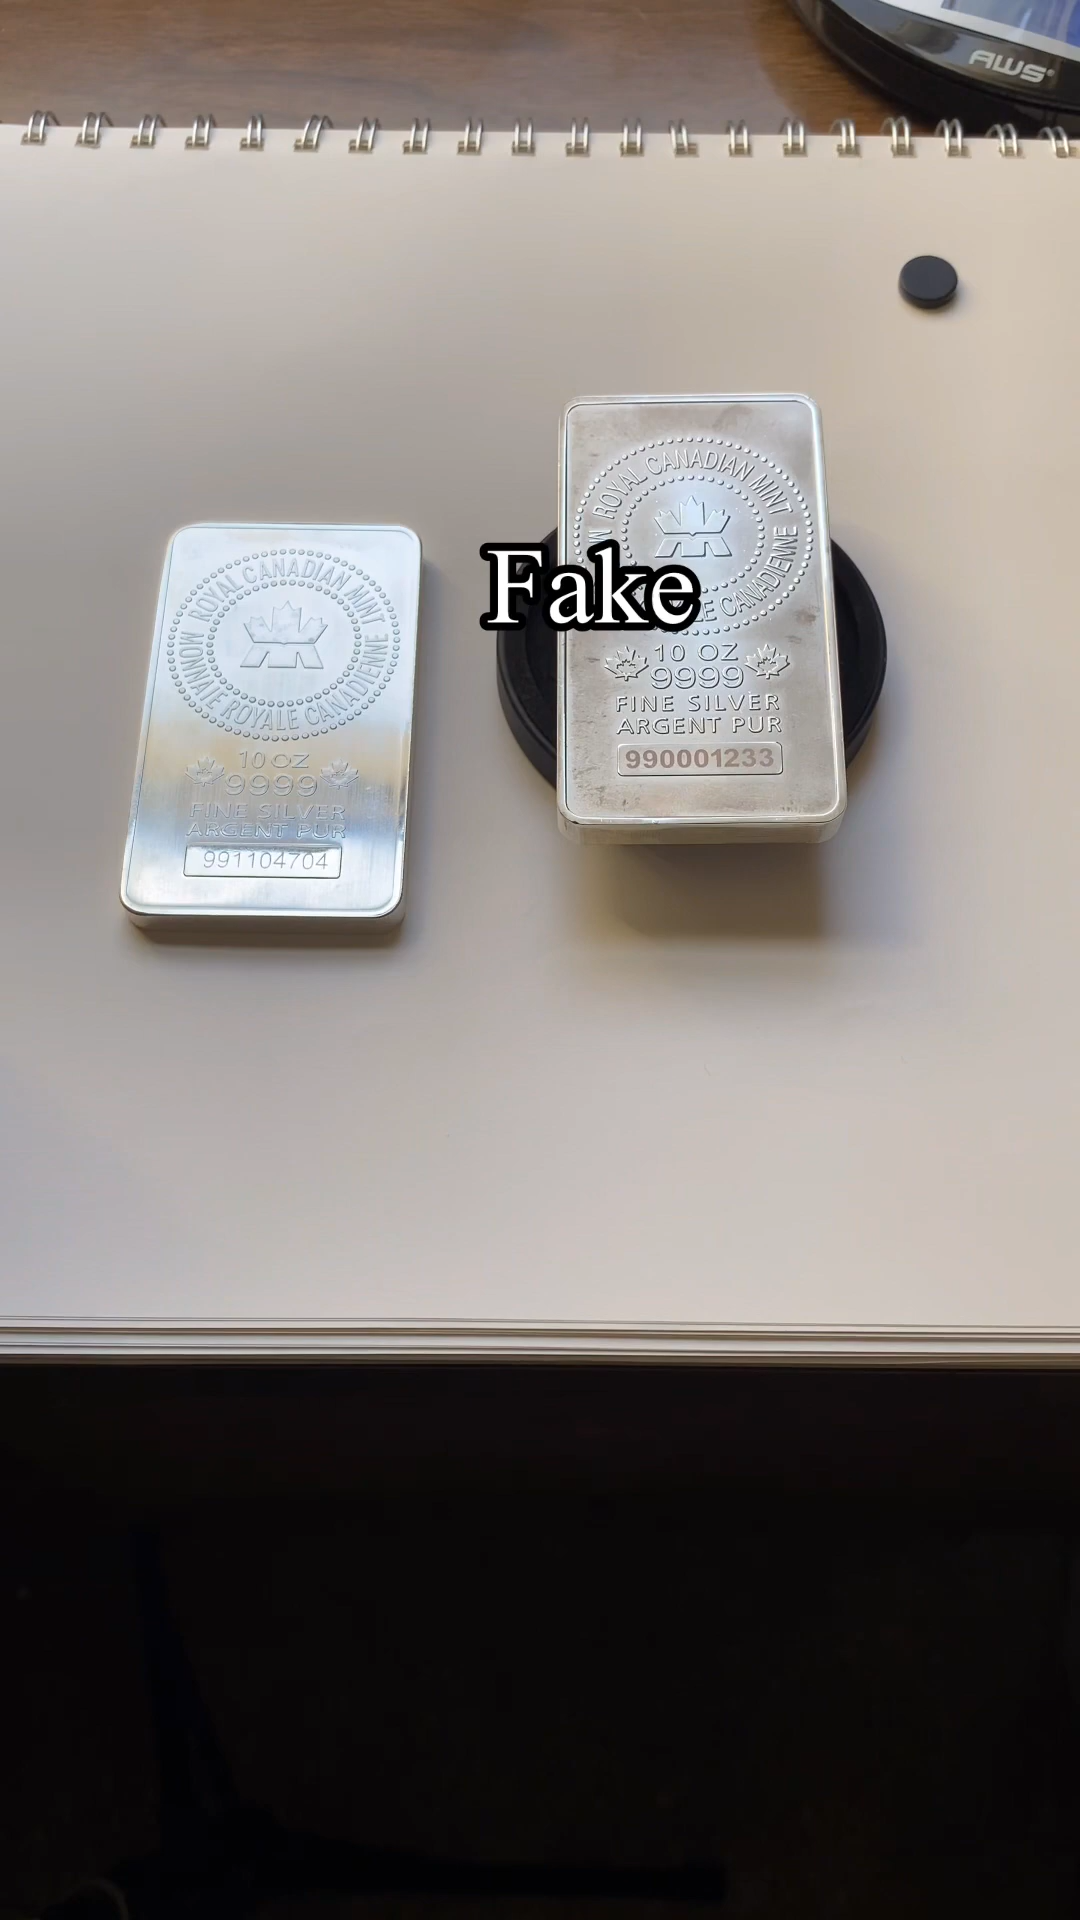 AWS
ROYAL CANADIAN MINT
MONNAIE ROYALE CANADIENNE
10 OZ
9999
FINE SILVER
ARGENT PUR
991104704
Fake
ROYAL CANADIAN MINT
CANADIENNE
10 OZ
9999
FINE SILVER
ARGENT PUR
990001233